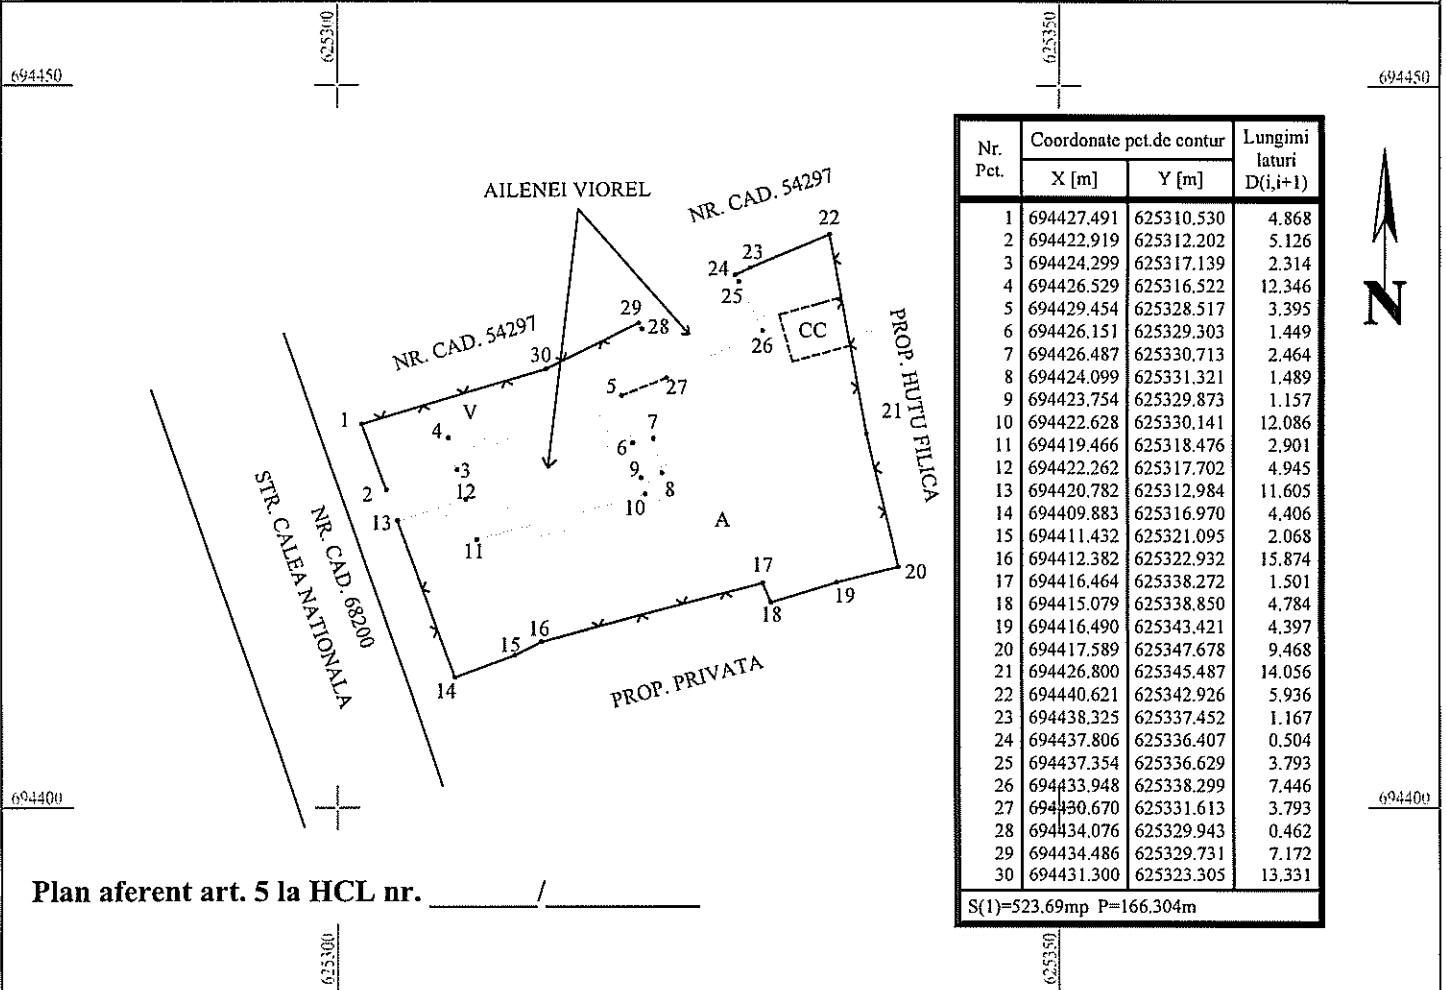 625300
625350
694450
694450
AILENEI VIOREL
NR. CAD. 54297
22
23
24
25
26
CC
29
28
NR. CAD. 54297
30
5
27
PROP. HUTU FILICA
21
1
V
4
7
6
3
9
8
2
12
10
13
11
A
STR. CALEA NATIONALA
NR. CAD. 68200
17
20
19
18
16
15
14
PROP. PRIVATA
N
694400
694400
Plan aferent art. 5 la HCL nr. ________/___________
625300
625350
Nr. Pct. Coordonate pct.de contur Lungimi laturi D(i,i+1)
X [m] Y [m]
1 694427.491 625310.530 4.868
2 694422.919 625312.202 5.126
3 694424.299 625317.139 2.314
4 694426.529 625316.522 12.346
5 694429.454 625328.517 3.395
6 694426.151 625329.303 1.449
7 694426.487 625330.713 2.464
8 694424.099 625331.321 1.489
9 694423.754 625329.873 1.157
10 694422.628 625330.141 12.086
11 694419.466 625318.476 2.901
12 694422.262 625317.702 4.945
13 694420.782 625312.984 11.605
14 694409.883 625316.970 4.406
15 694411.432 625321.095 2.068
16 694412.382 625322.932 15.874
17 694416.464 625338.272 1.501
18 694415.079 625338.850 4.784
19 694416.490 625343.421 4.397
20 694417.589 625347.678 9.468
21 694426.800 625345.487 14.056
22 694440.621 625342.926 5.936
23 694438.325 625337.452 1.167
24 694437.806 625336.407 0.504
25 694437.354 625336.629 3.793
26 694433.948 625338.299 7.446
27 694430.670 625331.613 3.793
28 694434.076 625329.943 0.462
29 694434.486 625329.731 7.172
30 694431.300 625323.305 13.331
S(1)=523.69mp P=166.304m